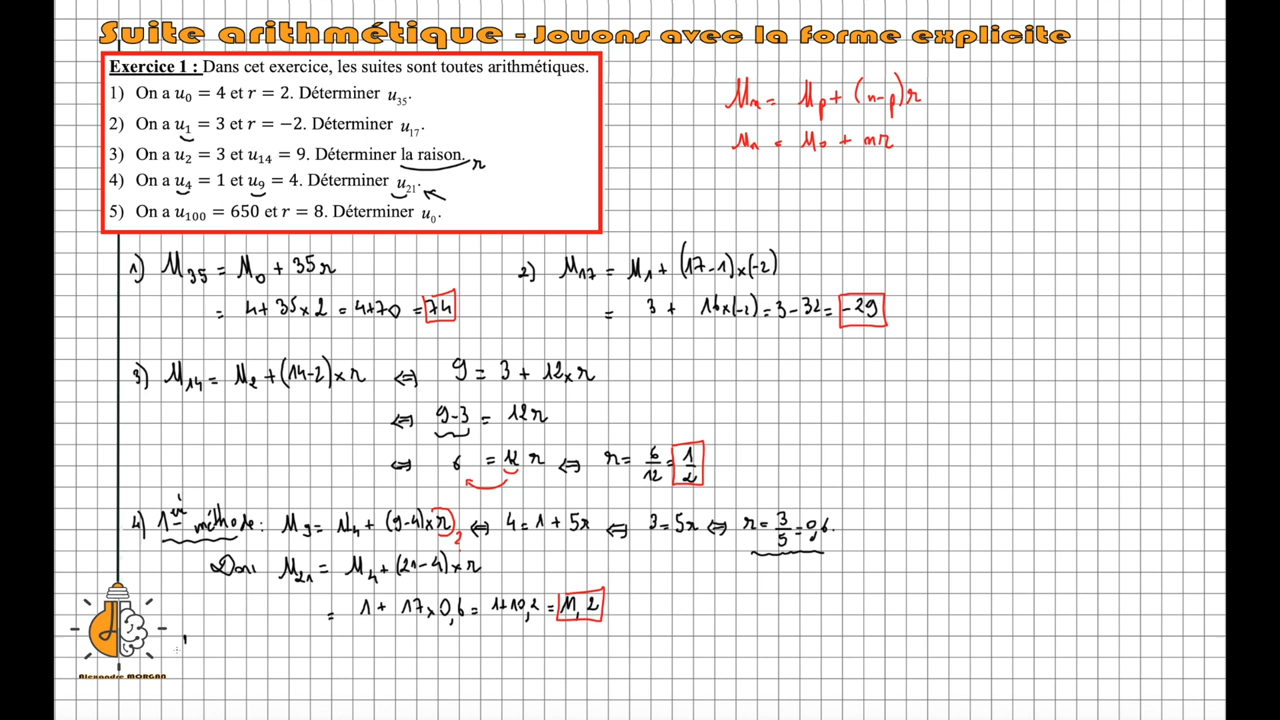 Suite arithmétique - Jouons avec la forme explicite
Exercice 1 : Dans cet exercice, les suites sont toutes arithmétiques.
1) On a u₀ = 4 et r = 2. Déterminer u₃₅.
2) On a u₁ = 3 et r = −2. Déterminer u₁₇.
3) On a u₂ = 3 et u₁₄ = 9. Déterminer la raison. r
4) On a u₄ = 1 et u₉ = 4. Déterminer u₂₁.
5) On a u₁₀₀ = 650 et r = 8. Déterminer u₀.
uₙ = uₚ + (n-p)r
uₙ = u₀ + nr
1) u₃₅ = u₀ + 35r
= 4+35×2 = 4+70 = 74
2) u₁₇ = u₁ + (17-1)×(-2)
= 3 + 16×(-2) = 3-32 = -29
3) u₁₄ = u₂ + (14-2)×r ⇔ 9 = 3 + 12×r
⇔ 9-3 = 12r
⇔ 6 = 12 r ⇔ r = 6/12 = 1/2
4) 1ère méthode : u₉ = u₄ + (9-4)×r ⇔ 4 = 1 + 5r ⇔ 3 = 5r ⇔ r = 3/5 = 0,6.
Donc u₂₁ = u₄ + (21-4)×r
= 1 + 17×0,6 = 1+10,2 = 11,2
Alexandre MORGAN